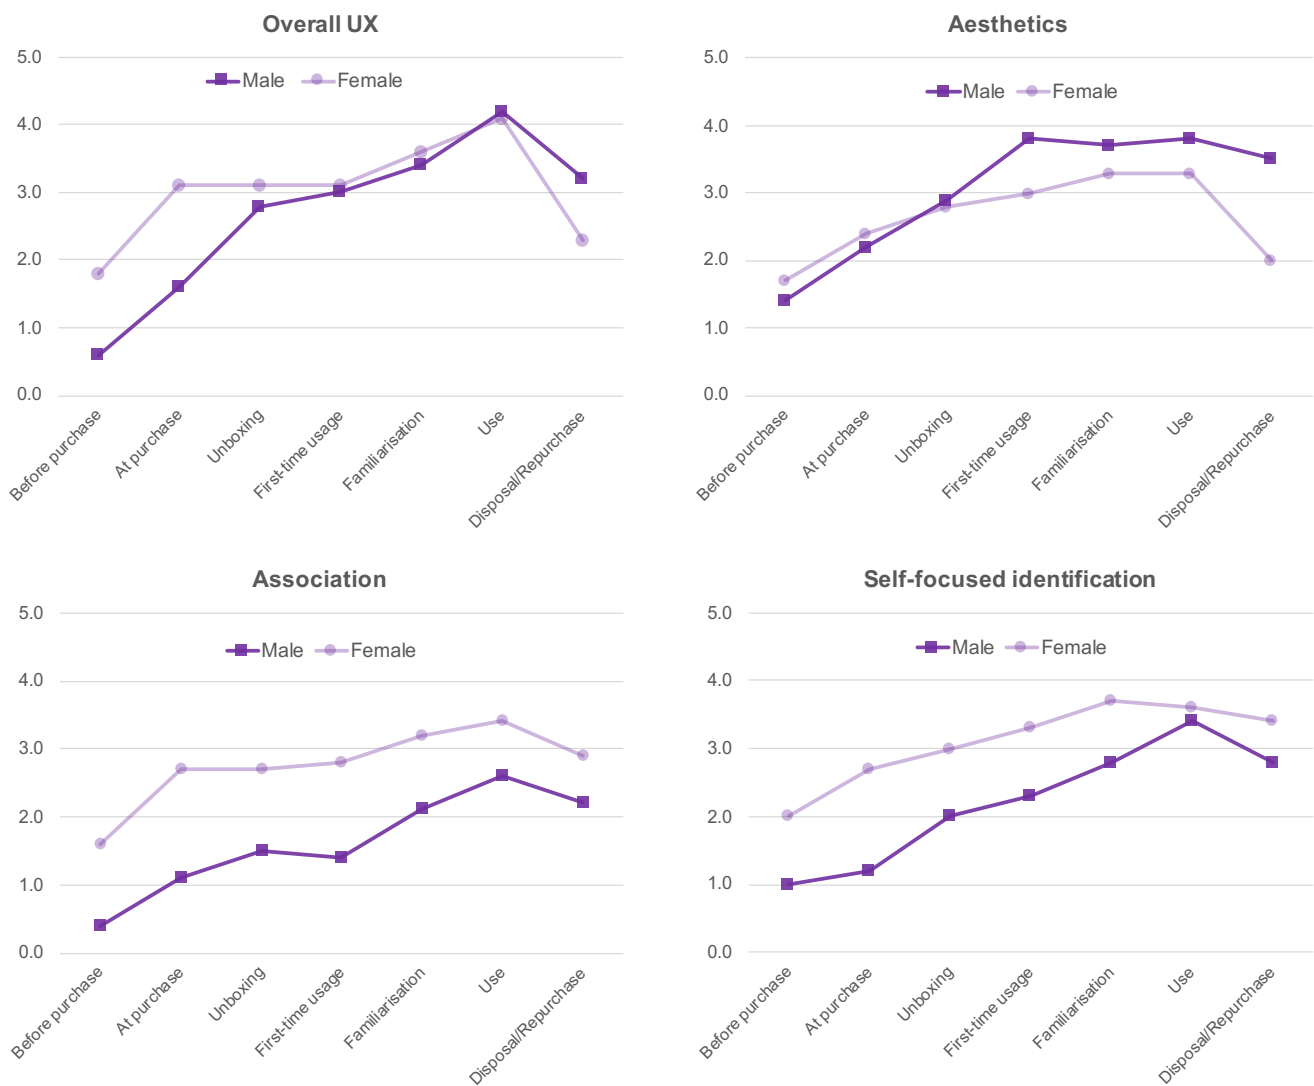 Overall UX
5.0
4.0
3.0
2.0
1.0
0.0
Male Female
Before purchase
At purchase
Unboxing
First-time usage
Familiarisation
Use
Disposal/Repurchase
Aesthetics
5.0
4.0
3.0
2.0
1.0
0.0
Male Female
Before purchase
At purchase
Unboxing
First-time usage
Familiarisation
Use
Disposal/Repurchase
Association
5.0
4.0
3.0
2.0
1.0
0.0
Male Female
Before purchase
At purchase
Unboxing
First-time usage
Familiarisation
Use
Disposal/Repurchase
Self-focused identification
5.0
4.0
3.0
2.0
1.0
0.0
Male Female
Before purchase
At purchase
Unboxing
First-time usage
Familiarisation
Use
Disposal/Repurchase